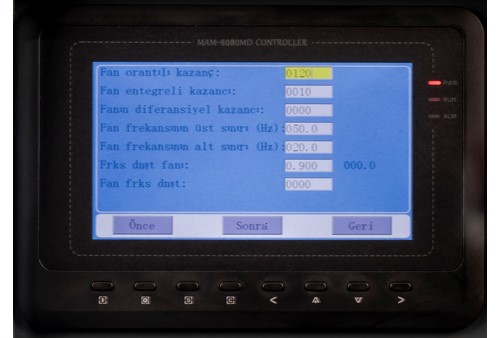 MAM-6080MD CONTROLLER
Fan orantılı kazanç: 0120
Fan entegreli kazancı: 0010
Fanın diferansiyel kazancı: 0000
Fan frekansının üst sınırı (Hz): 050.0
Fan frekansının alt sınırı (Hz): 020.0
Frks dnşt fanı: 0.900 000.0
Fan frks dnşt: 0000
Önce Sonra Geri
PWR
RUN
ALM